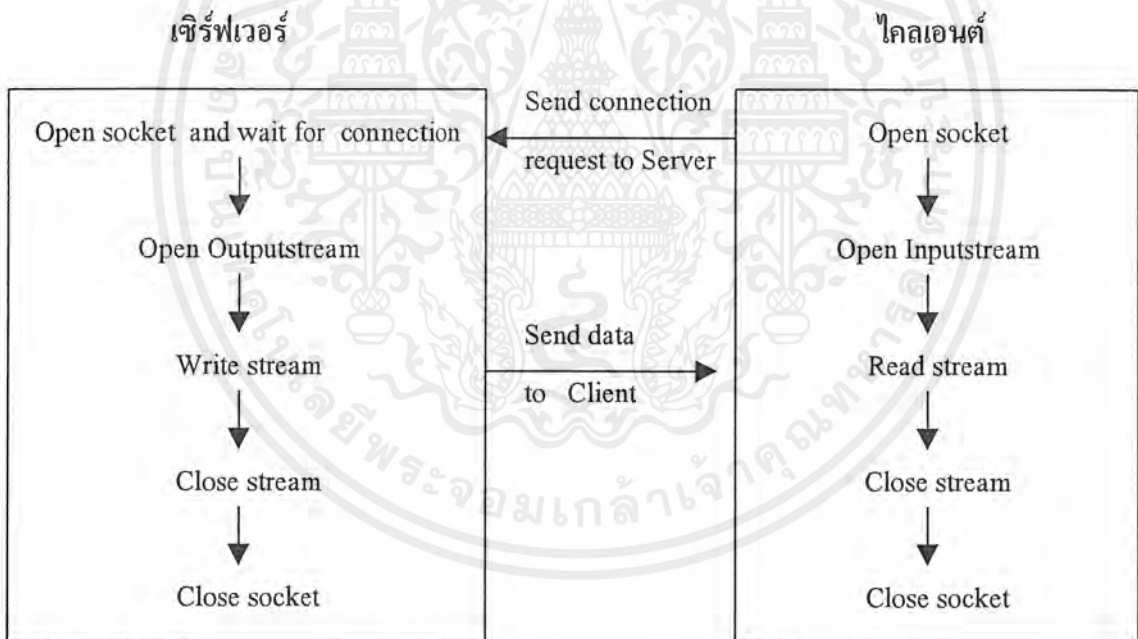 เซิร์ฟเวอร์
ไคลเอนต์
Open socket and wait for connection
Open Outputstream
Write stream
Close stream
Close socket
Send connection
request to Server
Send data
to Client
Open socket
Open Inputstream
Read stream
Close stream
Close socket